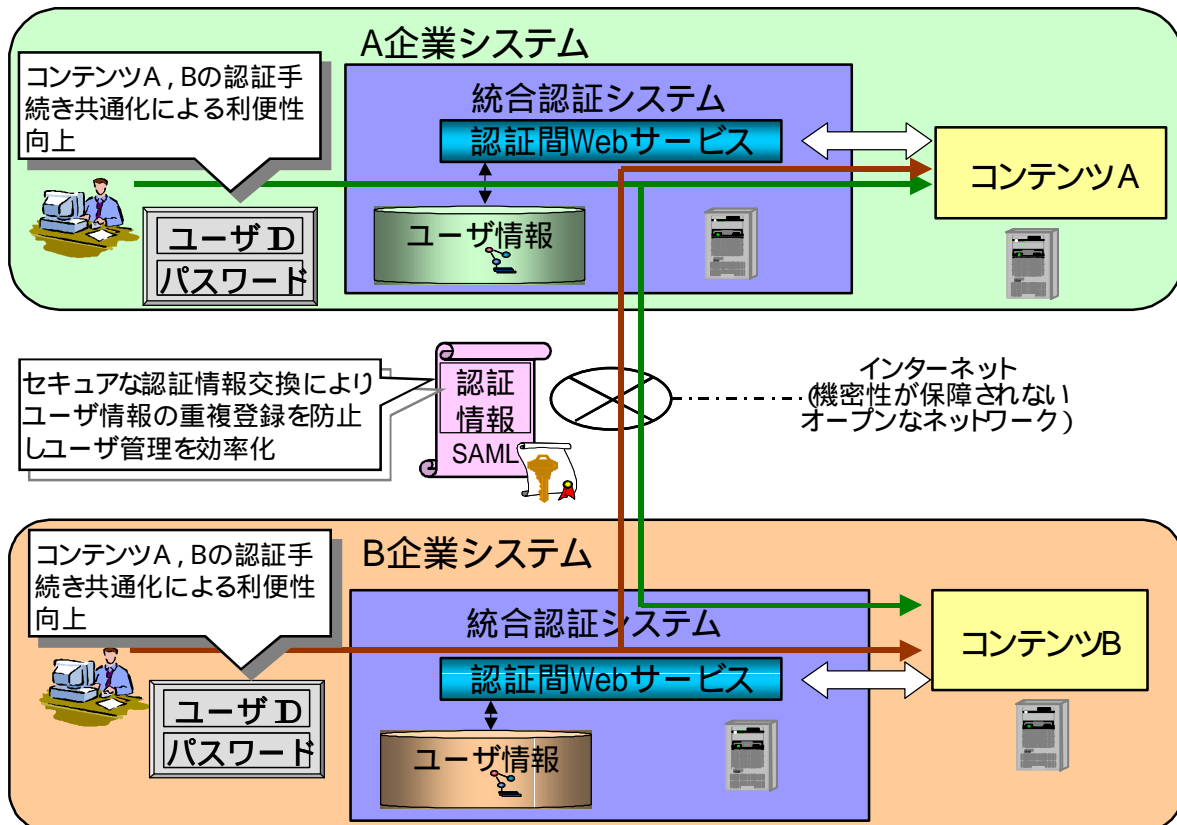 A企業システム
コンテンツA , Bの認証手
続き共通化による利便性
向上
統合認証システム
認証間Webサービス
コンテンツA
ユーザ情報
ユーザID
パスワード
セキュアな認証情報交換により
ユーザ情報の重複登録を防止
しユーザ管理を効率化
認証
情報
SAML
インターネット
(機密性が保障されない
オープンなネットワーク)
B企業システム
コンテンツA , Bの認証手
続き共通化による利便性
向上
統合認証システム
認証間Webサービス
コンテンツB
ユーザ情報
ユーザID
パスワード